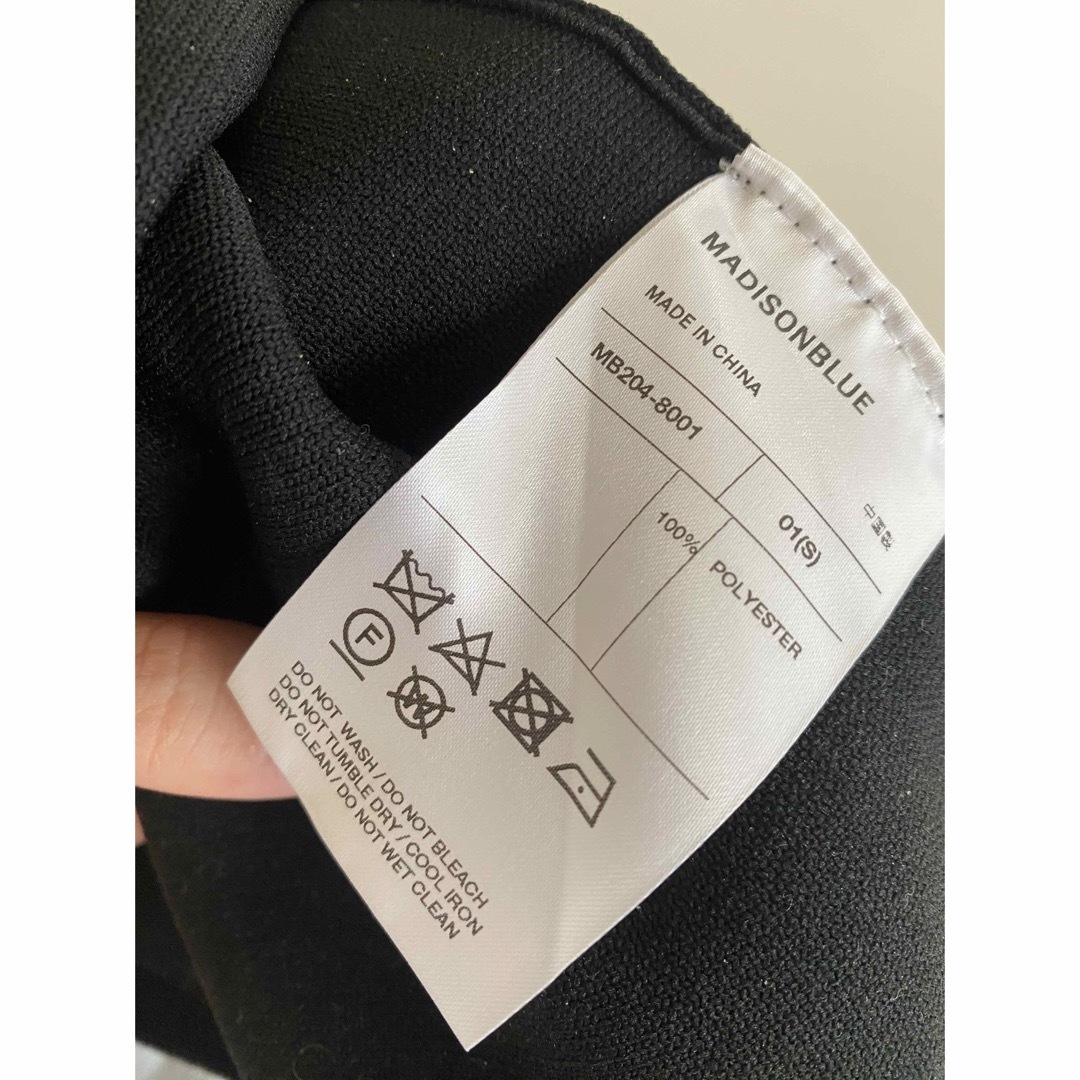 MADISONBLUE
MADE IN CHINA 中国製
MB204-8001 01(S)
100% POLYESTER
F W
DO NOT WASH / DO NOT BLEACH
DO NOT TUMBLE DRY / COOL IRON
DRY CLEAN / DO NOT WET CLEAN